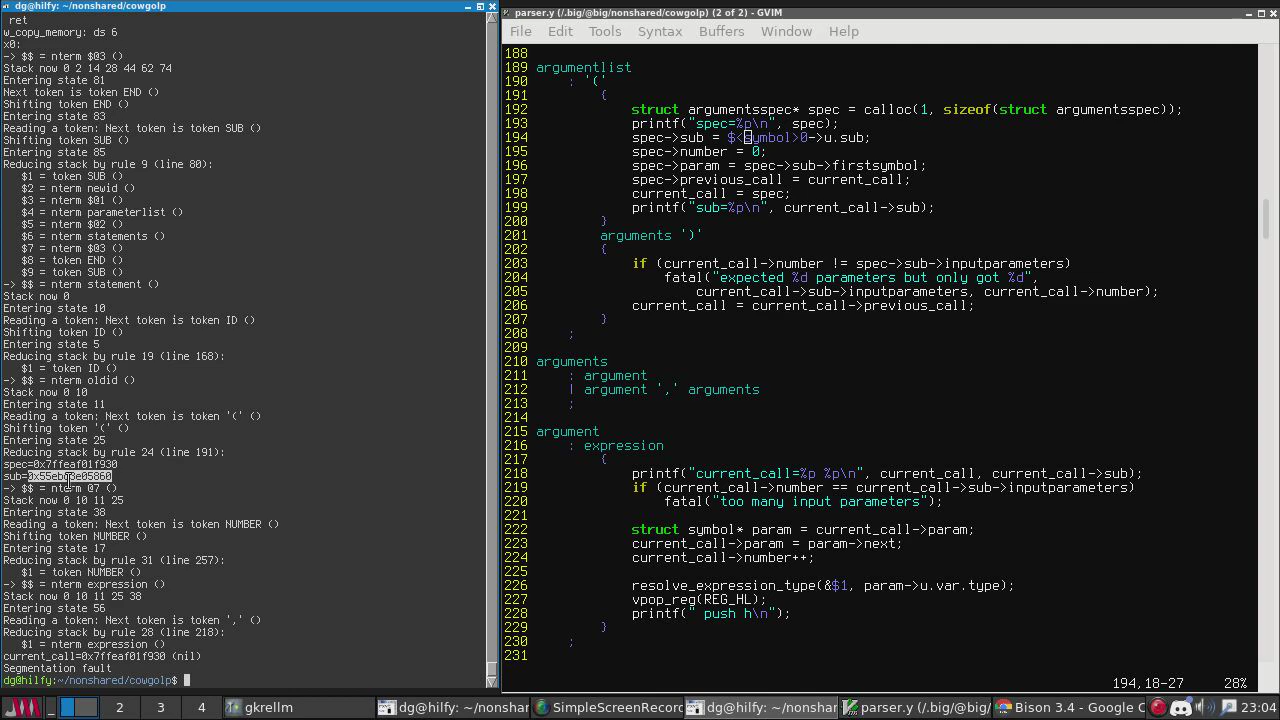 dg@hilfy: ~/nonshared/cowgolp
ret
w_copy_memory: ds 6
x0:
-> $$ = nterm $@3 ()
Stack now 0 2 14 28 44 62 74
Entering state 81
Next token is token END ()
Shifting token END ()
Entering state 83
Reading a token: Next token is token SUB ()
Shifting token SUB ()
Entering state 85
Reducing stack by rule 9 (line 80):
$1 = token SUB ()
$2 = nterm newid ()
$3 = nterm $@1 ()
$4 = nterm parameterlist ()
$5 = nterm $@2 ()
$6 = nterm statements ()
$7 = nterm $@3 ()
$8 = token END ()
$9 = token SUB ()
-> $$ = nterm statement ()
Stack now 0
Entering state 10
Reading a token: Next token is token ID ()
Shifting token ID ()
Entering state 5
Reducing stack by rule 19 (line 168):
$1 = token ID ()
-> $$ = nterm oldid ()
Stack now 0 10
Entering state 11
Reading a token: Next token is token '(' ()
Shifting token '(' ()
Entering state 25
Reducing stack by rule 24 (line 191):
spec=0x7ffeaf01f930
-> $$ = nterm @7 ()
Stack now 0 10 11 25
Entering state 38
Reading a token: Next token is token NUMBER ()
Shifting token NUMBER ()
Entering state 17
Reducing stack by rule 31 (line 257):
$1 = token NUMBER ()
-> $$ = nterm expression ()
Stack now 0 10 11 25 38
Entering state 56
Reading a token: Next token is token ',' ()
Reducing stack by rule 28 (line 218):
$1 = nterm expression ()
current_call=0x7ffeaf01f930 (nil)
Segmentation fault
dg@hilfy:~/nonshared/cowgolp$
parser.y (/.big/@big/nonshared/cowgolp) (2 of 2) - GVIM
File Edit Tools Syntax Buffers Window Help
188
189 argumentlist
190 : '('
191 {
192 struct argumentsspec* spec = calloc(1, sizeof(struct argumentsspec));
193 printf("spec=%p\n", spec);
194 spec->sub = $<symbol>0->u.sub;
195 spec->number = 0;
196 spec->param = spec->sub->firstsymbol;
197 spec->previous_call = current_call;
198 current_call = spec;
199 printf("sub=%p\n", current_call->sub);
200 }
201 arguments ')'
202 {
203 if (current_call->number != spec->sub->inputparameters)
204 fatal("expected %d parameters but only got %d",
205 current_call->sub->inputparameters, current_call->number);
206 current_call = current_call->previous_call;
207 }
208 ;
209
210 arguments
211 : argument
212 | argument ',' arguments
213 ;
214
215 argument
216 : expression
217 {
218 printf("current_call=%p %p\n", current_call, current_call->sub);
219 if (current_call->number == current_call->sub->inputparameters)
220 fatal("too many input parameters");
221
222 struct symbol* param = current_call->param;
223 current_call->param = param->next;
224 current_call->number++;
225
226 resolve_expression_type(&$1, param->u.var.type);
227 vpop_reg(REG_HL);
228 printf(" push h\n");
229 }
230 ;
231
194,18-27 28%
2 3 4 gkrellm dg@hilfy: ~/nonshar SimpleScreenRecor dg@hilfy: ~/nonshar parser.y (/.big/@big/ Bison 3.4 - Google C 23:04